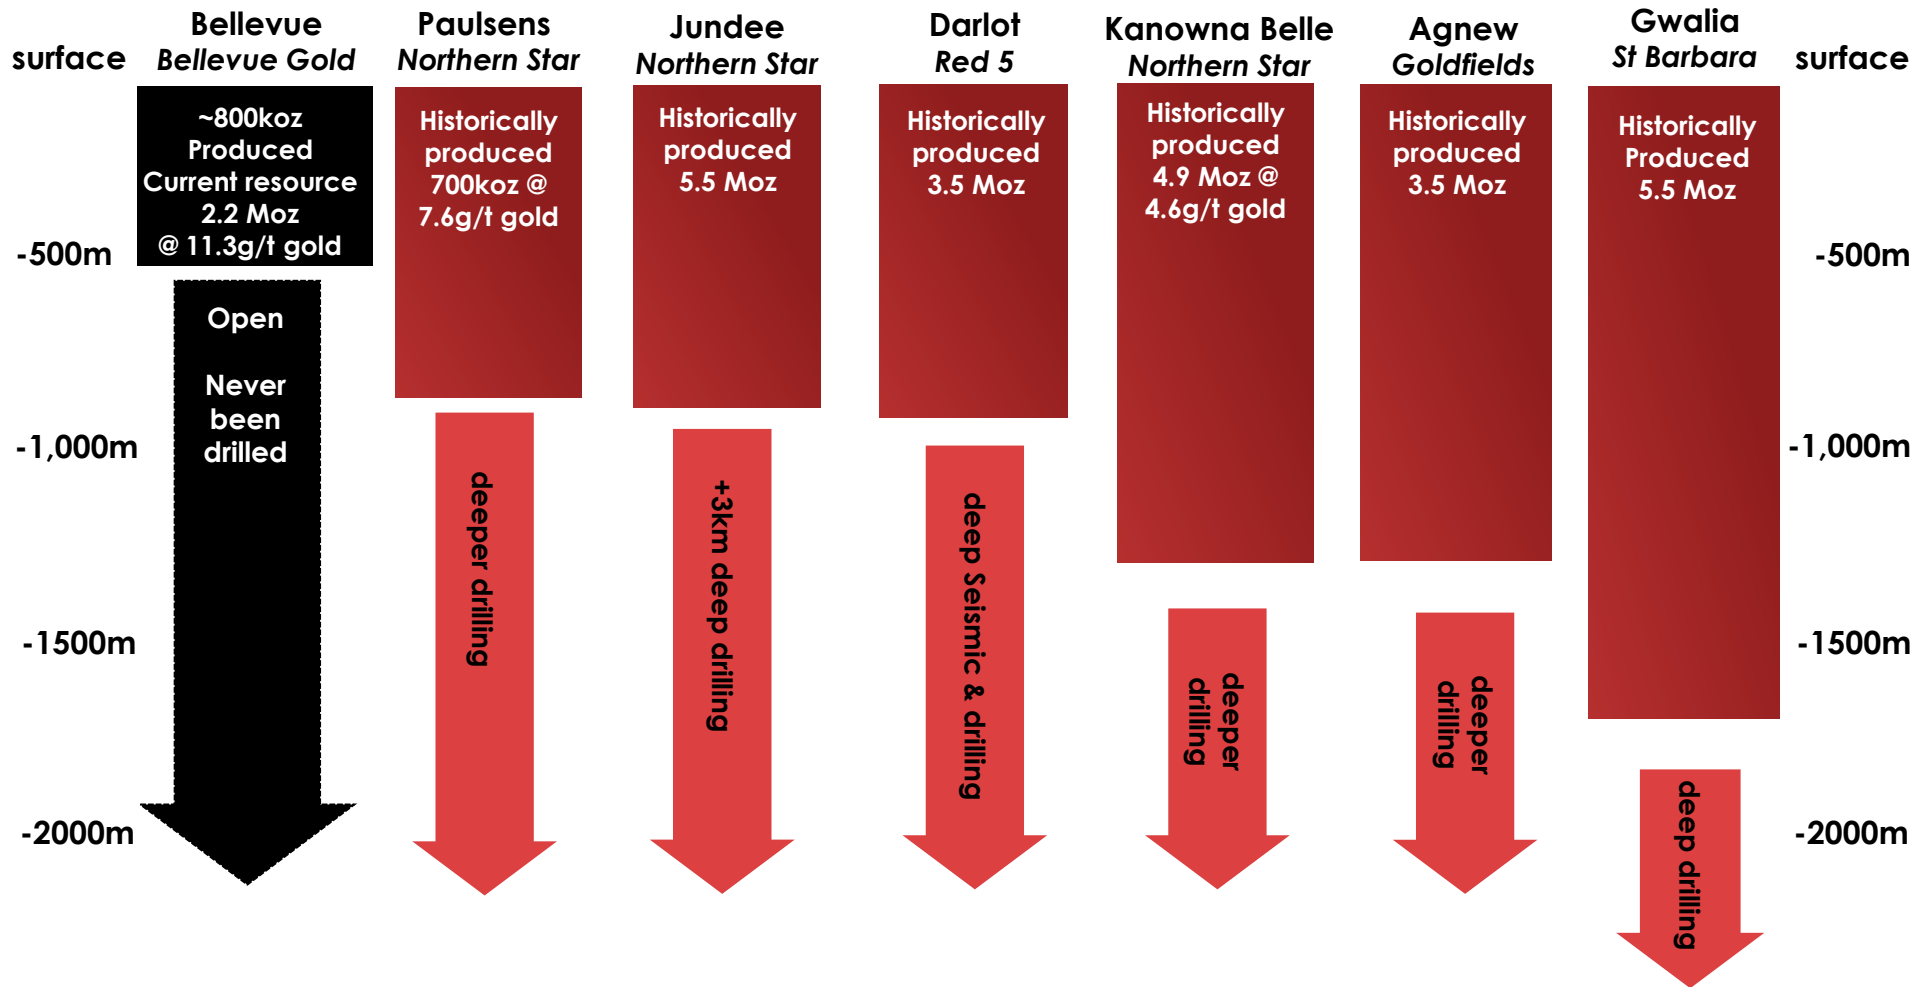 surface
Bellevue
Bellevue Gold
Paulsens
Northern Star
Jundee
Northern Star
Darlot
Red 5
Kanowna Belle
Northern Star
Agnew
Goldfields
Gwalia
St Barbara
surface
~800koz
Produced
Current resource
2.2 Moz
@ 11.3g/t gold
Historically
produced
700koz @
7.6g/t gold
Historically
produced
5.5 Moz
Historically
produced
3.5 Moz
Historically
produced
4.9 Moz @
4.6g/t gold
Historically
produced
3.5 Moz
Historically
Produced
5.5 Moz
-500m
-500m
Open
Never
been
drilled
-1,000m
-1,000m
deeper drilling
+3km deep drilling
deep Seismic & drilling
deeper
drilling
deeper
drilling
deep drilling
-1500m
-1500m
-2000m
-2000m